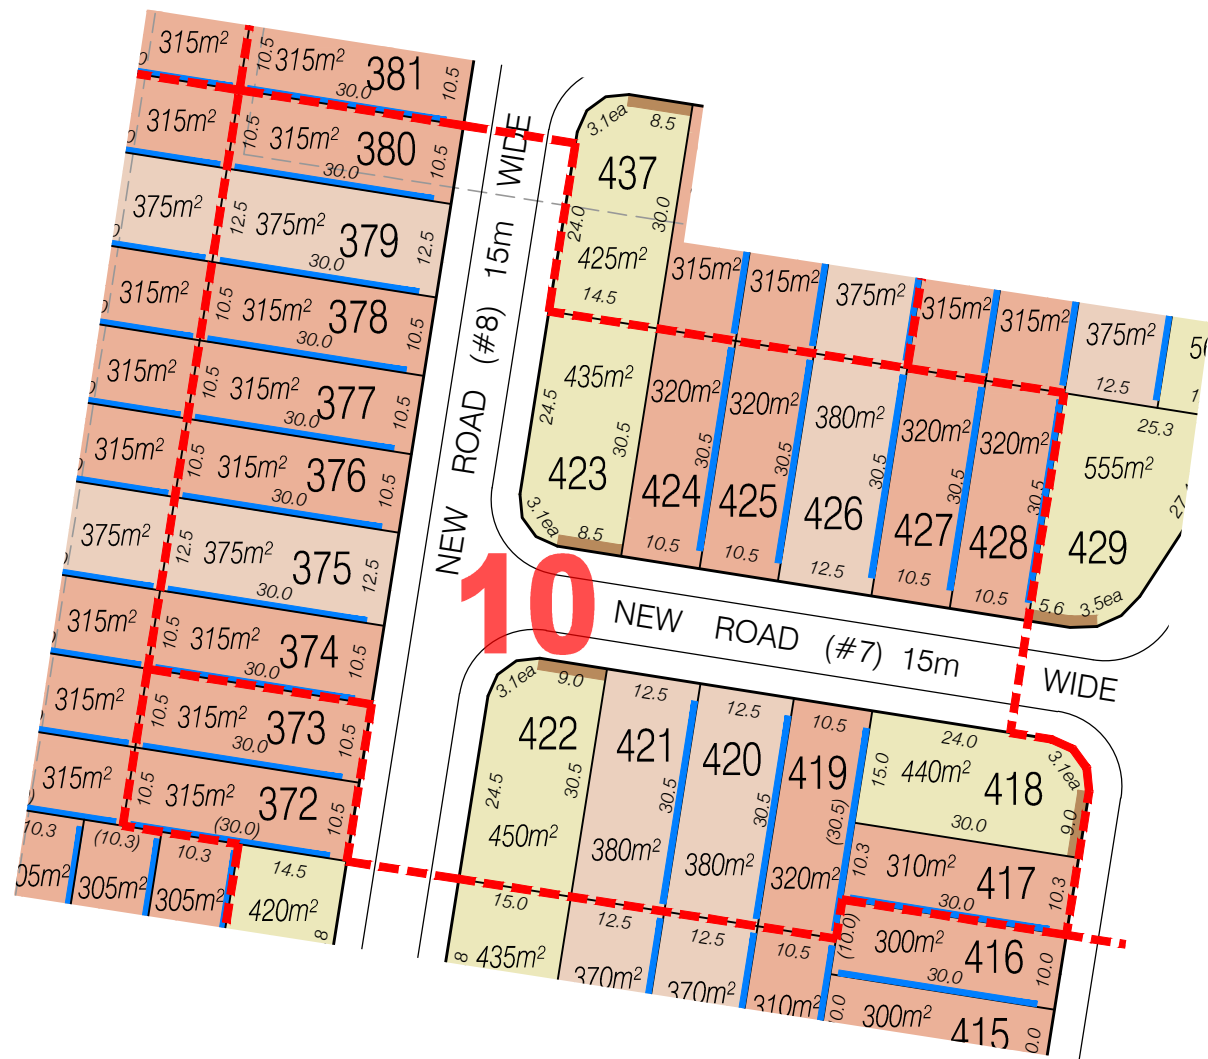 315m² 10.5 315m² 30.0 381 10.5
315m² 10.5 315m² 30.0 380 10.5
375m² 12.5 375m² 30.0 379 12.5
315m² 10.5 315m² 30.0 378 10.5
315m² 10.5 315m² 30.0 377 10.5
315m² 10.5 315m² 30.0 376 10.5
375m² 12.5 375m² 30.0 375 12.5
315m² 10.5 315m² 30.0 374 10.5
315m² 10.5 315m² 30.0 373 10.5
315m² 10.5 315m² (30.0) 372 10.5
10.3 (10.3) 10.3 14.5
305m² 305m² 420m²
8
NEW ROAD (#8) 15m WIDE
3.1ea 8.5
437
24.0 30.0
425m²
14.5
315m² 315m² 375m² 315m² 315m² 375m²
12.5
435m² 320m² 320m² 380m² 320m² 320m² 25.3
24.5 30.5 30.5 30.5 30.5 30.5 30.5 555m²
423 424 425 426 427 428 429
3.1ea 8.5 10.5 10.5 12.5 10.5 10.5 5.6 3.5ea
10
NEW ROAD (#7) 15m WIDE
3.1ea 9.0 12.5 12.5 10.5 24.0 3.1ea
422 421 420 419 15.0 440m² 418
24.5 30.5 30.5 30.5 (30.5) 30.0 9.0
450m² 380m² 380m² 320m² 10.3 310m² 417 10.3
30.0
15.0 12.5 12.5 10.5 (10.0) 300m² 416 10.0
30.0
8 435m² 370m² 370m² 310m² 300m² 415